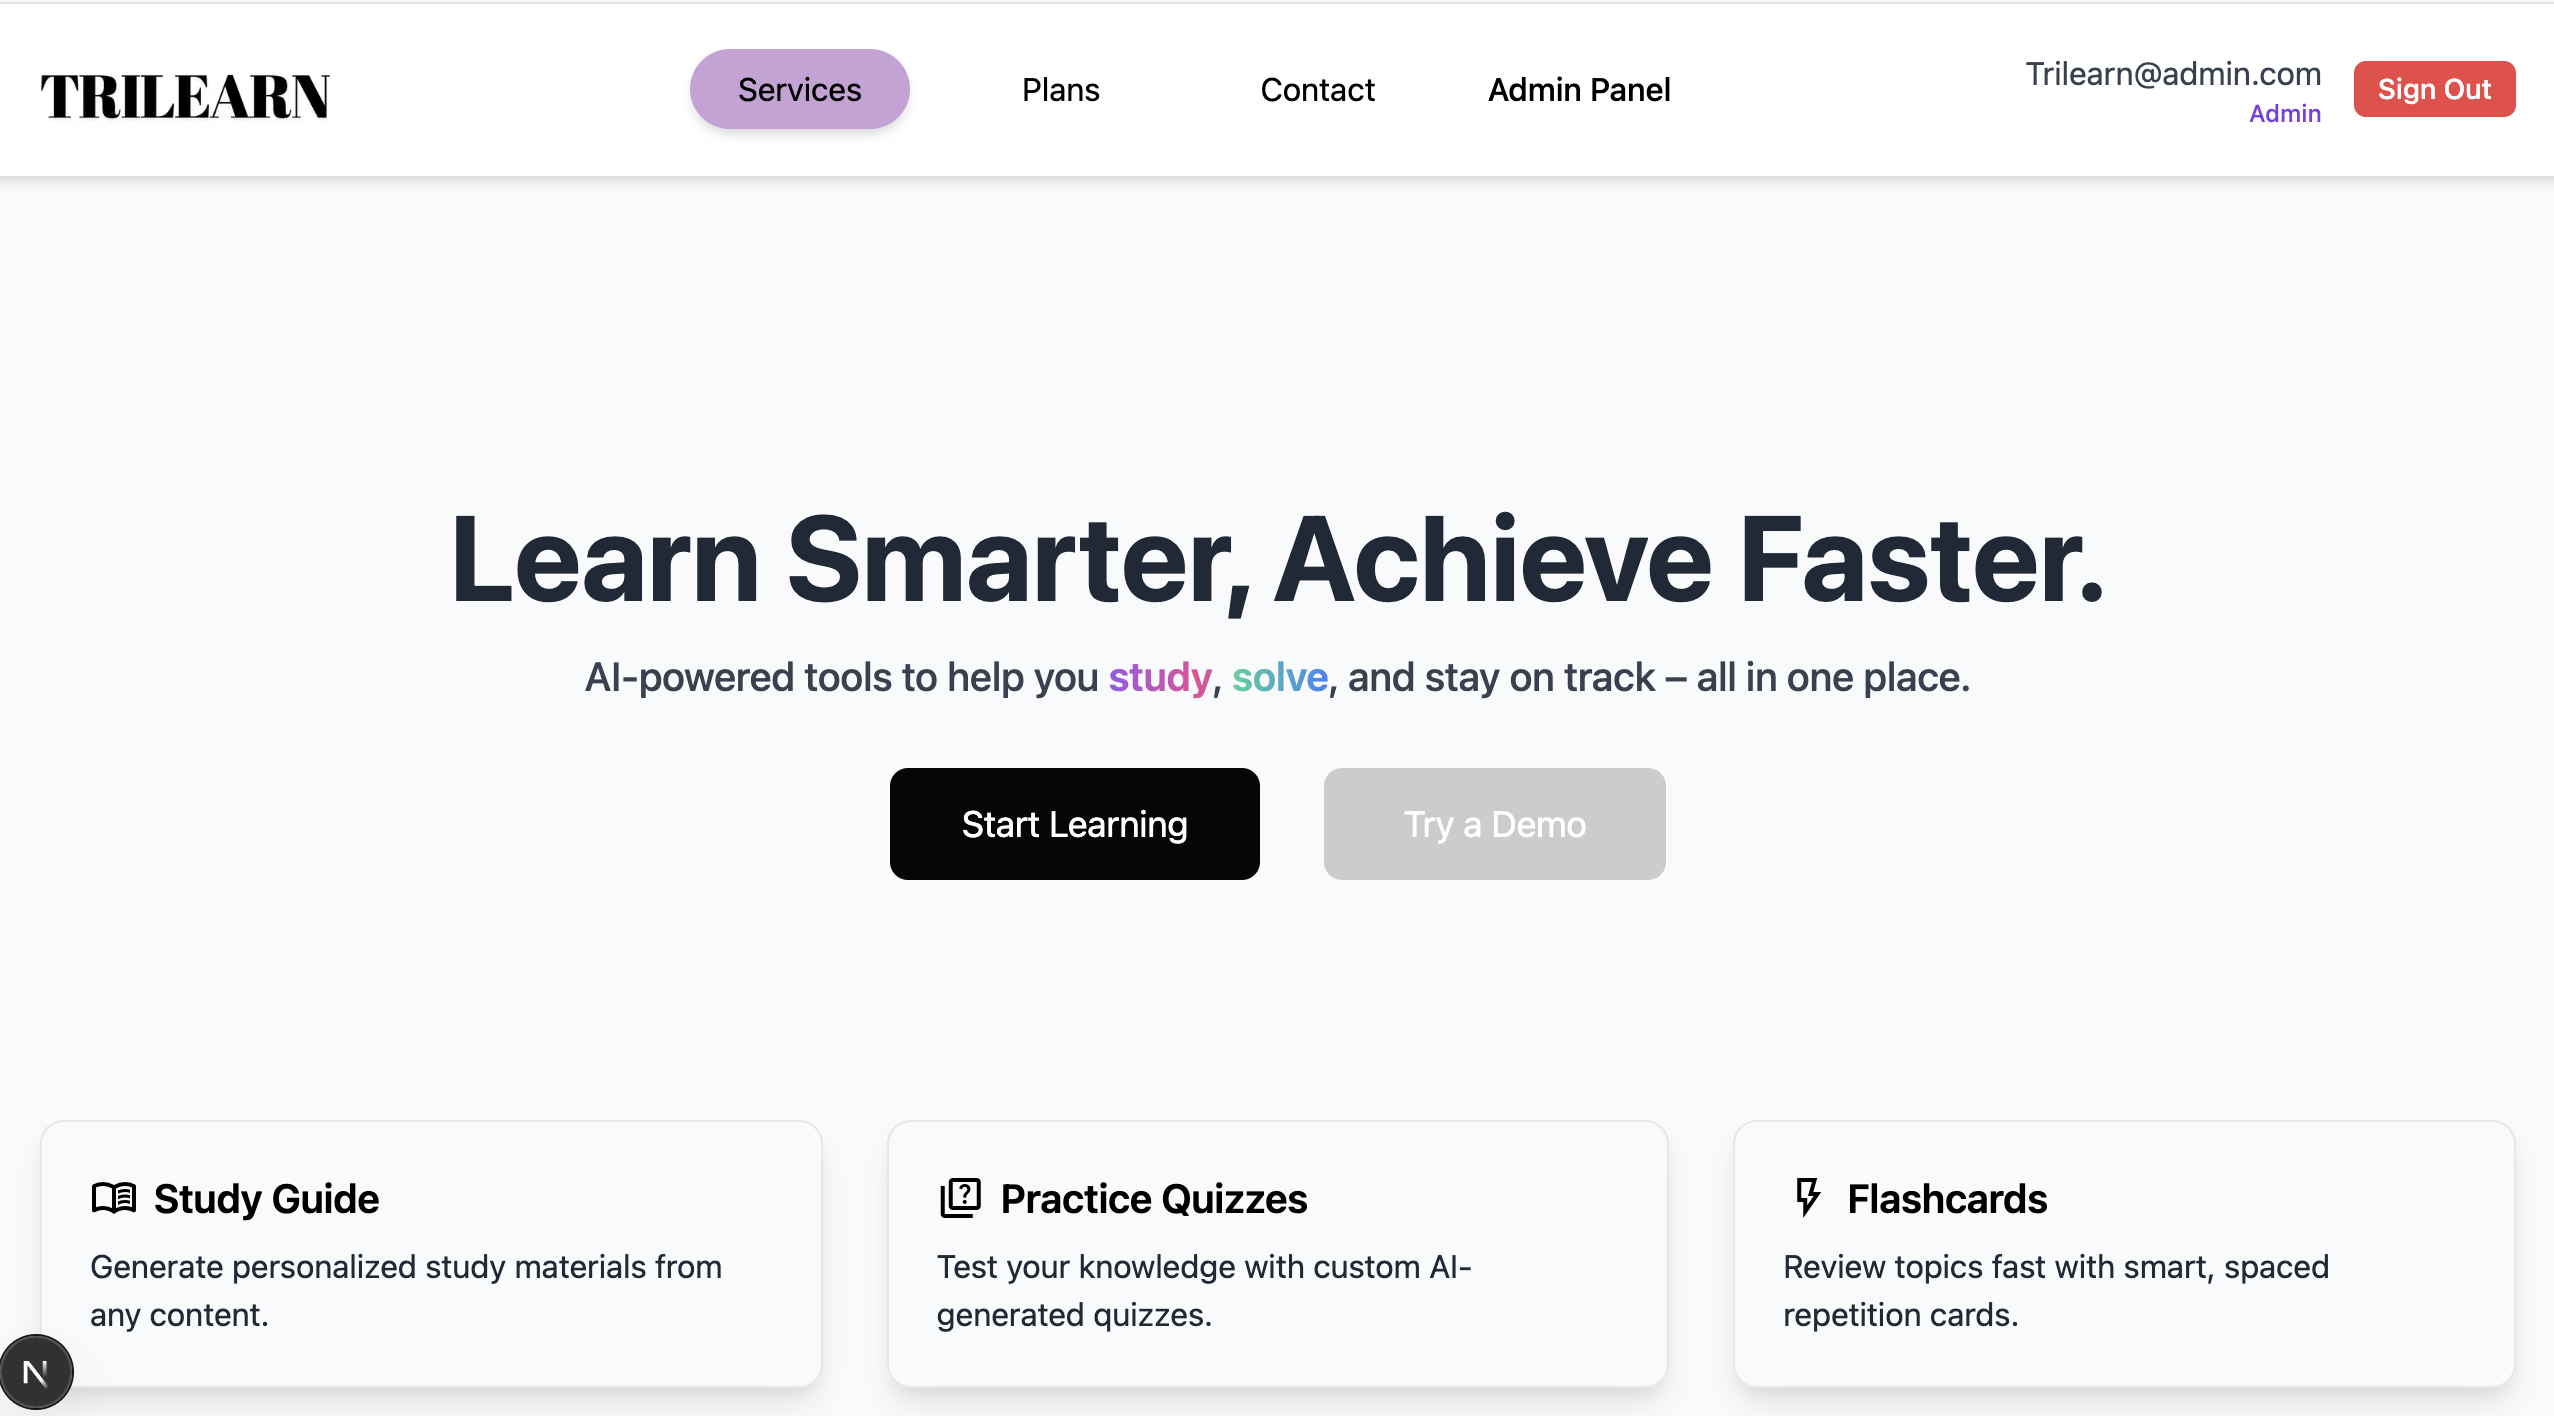 TRILEARN
Services
Plans
Contact
Admin Panel
Trilearn@admin.com
Admin
Sign Out
Learn Smarter, Achieve Faster.
AI-powered tools to help you study, solve, and stay on track – all in one place.
Start Learning
Try a Demo
Study Guide
Generate personalized study materials from
any content.
Practice Quizzes
Test your knowledge with custom AI-
generated quizzes.
Flashcards
Review topics fast with smart, spaced
repetition cards.
N